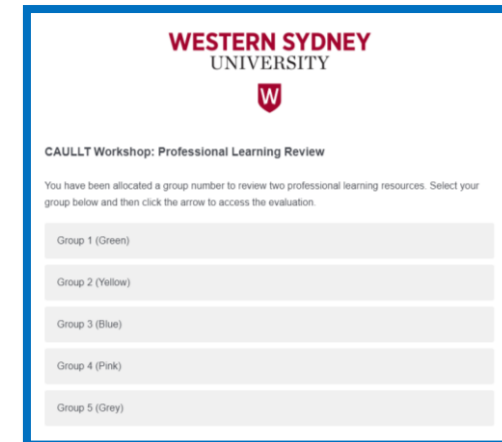 WESTERN SYDNEY
UNIVERSITY
W
CAULLT Workshop: Professional Learning Review
You have been allocated a group number to review two professional learning resources. Select your
group below and then click the arrow to access the evaluation.
Group 1 (Green)
Group 2 (Yellow)
Group 3 (Blue)
Group 4 (Pink)
Group 5 (Grey)